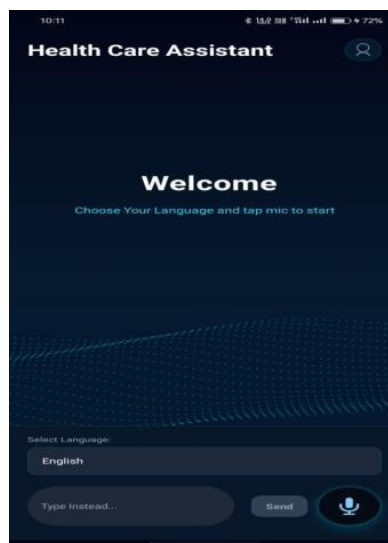 10:11
72%
Health Care Assistant
Welcome
Choose Your Language and tap mic to start
Select Language:
English
Type Instead...
Send